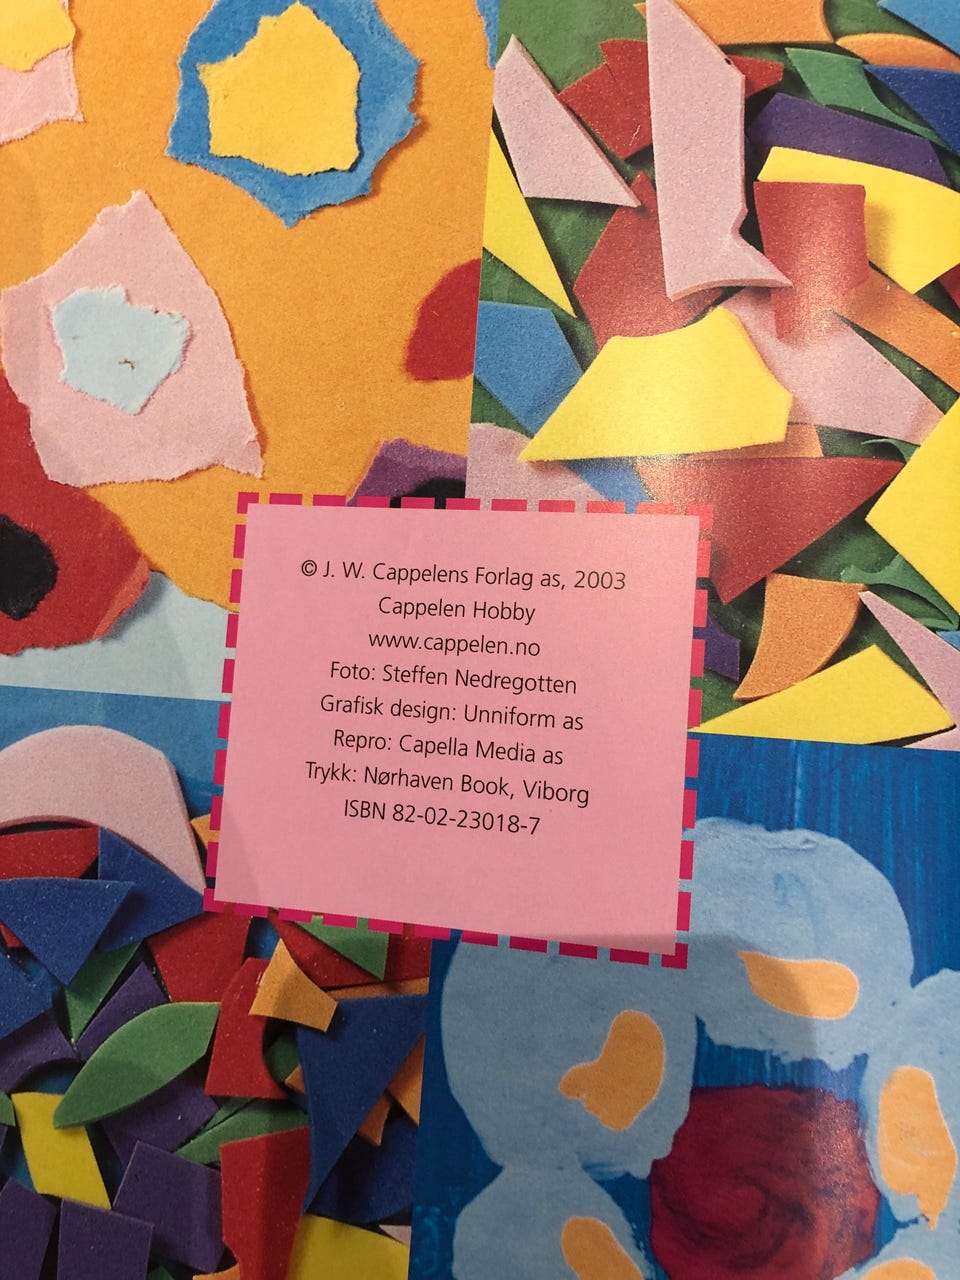 © J. W. Cappelens Forlag as, 2003
Cappelen Hobby
www.cappelen.no
Foto: Steffen Nedregotten
Grafisk design: Unniform as
Repro: Capella Media as
Trykk: Nørhaven Book, Viborg
ISBN 82-02-23018-7